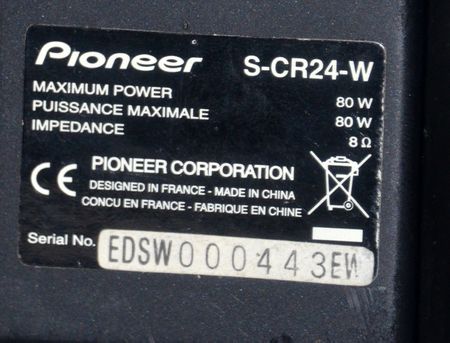 Pioneer S-CR24-W
MAXIMUM POWER 80 W
PUISSANCE MAXIMALE 80 W
IMPEDANCE 8 Ω
PIONEER CORPORATION
CE DESIGNED IN FRANCE - MADE IN CHINA
CONCU EN FRANCE - FABRIQUE EN CHINE
Serial No. EDSW000443EW